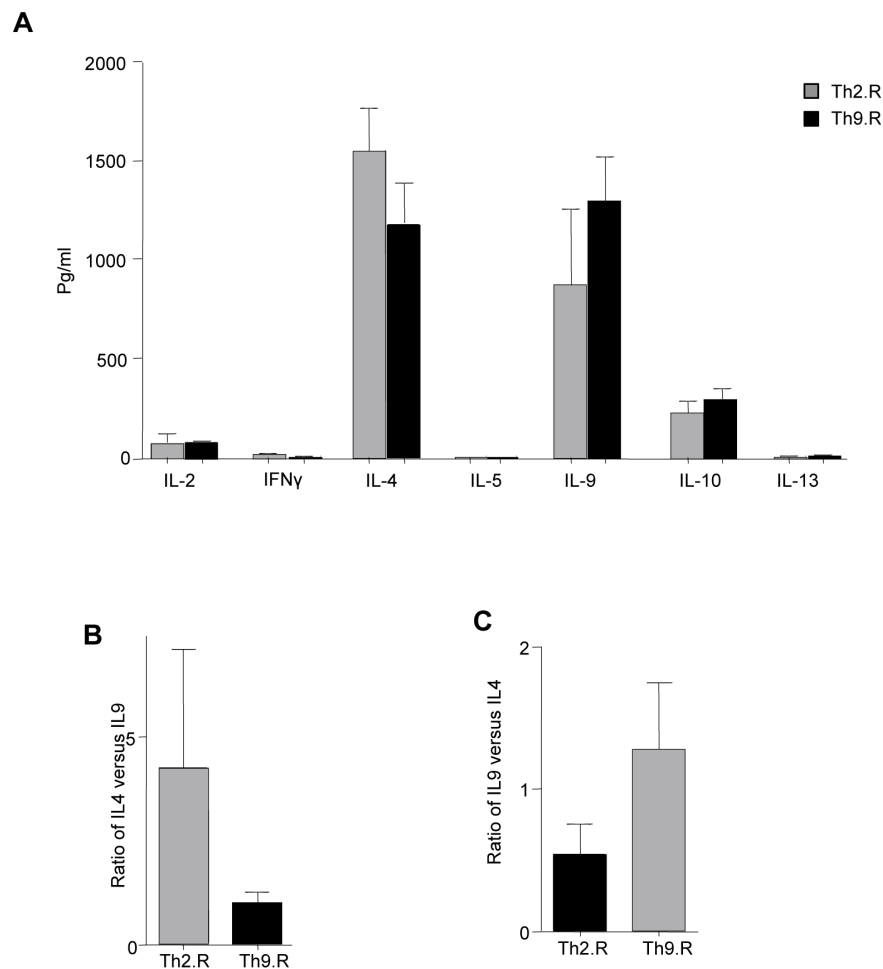 A
2000
1500
1000
500
0
Pg/ml
Th2.R
Th9.R
IL-2 IFNγ IL-4 IL-5 IL-9 IL-10 IL-13
B
Ratio of IL4 versus IL9
5
0
Th2.R Th9.R
C
Ratio of IL9 versus IL4
2
1
0
Th2.R Th9.R